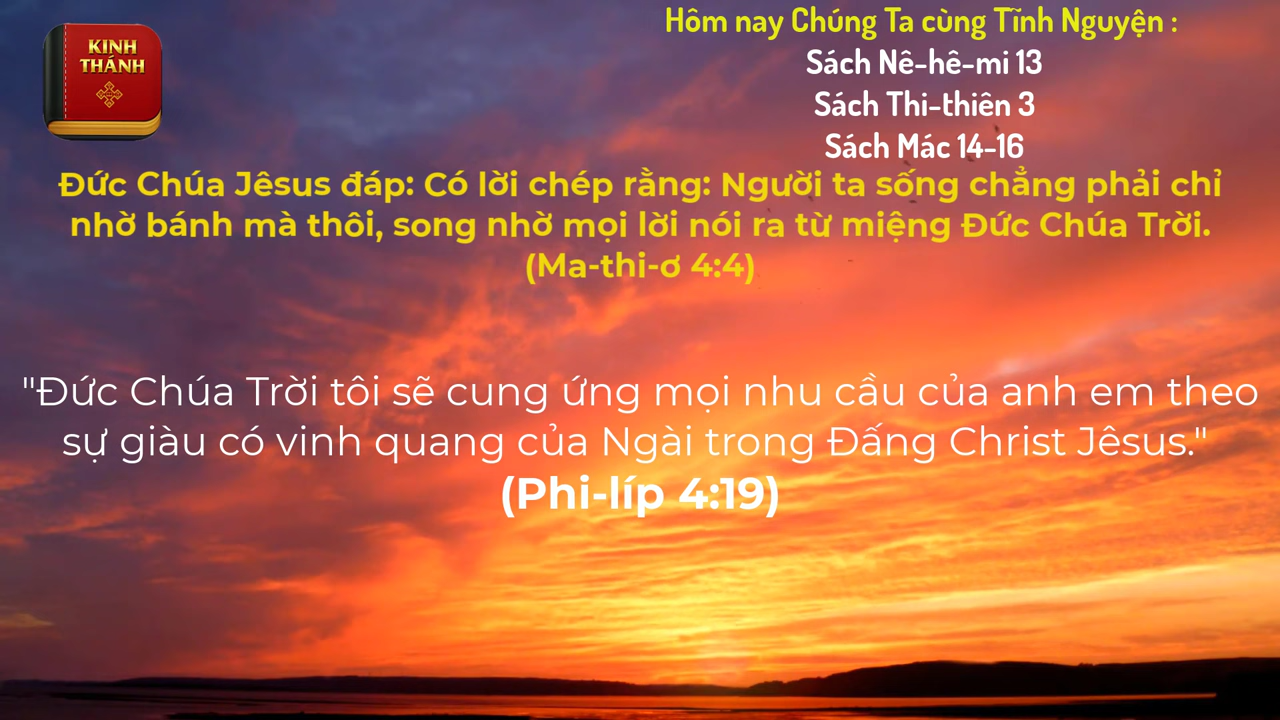 KINH
THÁNH
Hôm nay Chúng Ta cùng Tĩnh Nguyện :
Sách Nê-hê-mi 13
Sách Thi-thiên 3
Sách Mác 14-16
Đức Chúa Jêsus đáp: Có lời chép rằng: Người ta sống chẳng phải chỉ
nhờ bánh mà thôi, song nhờ mọi lời nói ra từ miệng Đức Chúa Trời.
(Ma-thi-ơ 4:4)
"Đức Chúa Trời tôi sẽ cung ứng mọi nhu cầu của anh em theo
sự giàu có vinh quang của Ngài trong Đấng Christ Jêsus."
(Phi-líp 4:19)